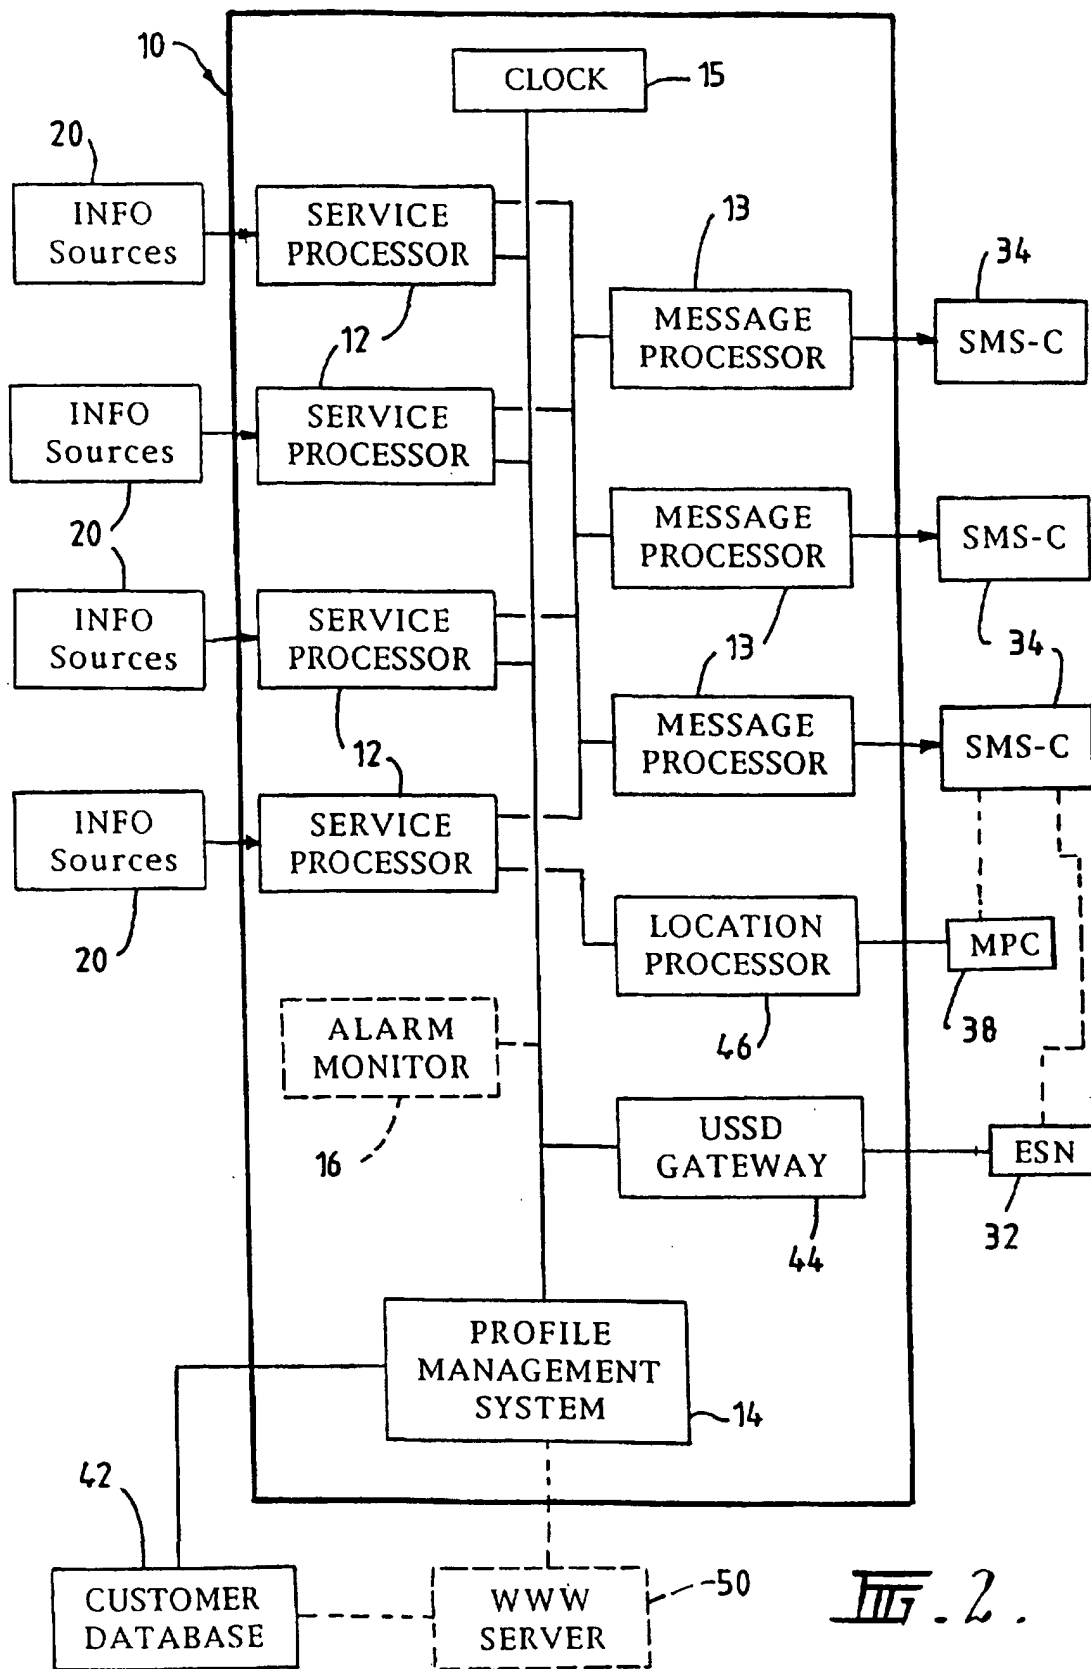 10
CLOCK
15
20
INFO
Sources
SERVICE
PROCESSOR
13
34
12
MESSAGE
PROCESSOR
SMS-C
INFO
Sources
SERVICE
PROCESSOR
20
MESSAGE
PROCESSOR
SMS-C
INFO
Sources
SERVICE
PROCESSOR
13
34
12
MESSAGE
PROCESSOR
SMS-C
INFO
Sources
SERVICE
PROCESSOR
20
LOCATION
PROCESSOR
MPC
38
46
ALARM
MONITOR
16
USSD
GATEWAY
ESN
32
44
PROFILE
MANAGEMENT
SYSTEM
14
42
CUSTOMER
DATABASE
WWW
SERVER
50
FIG. 2.